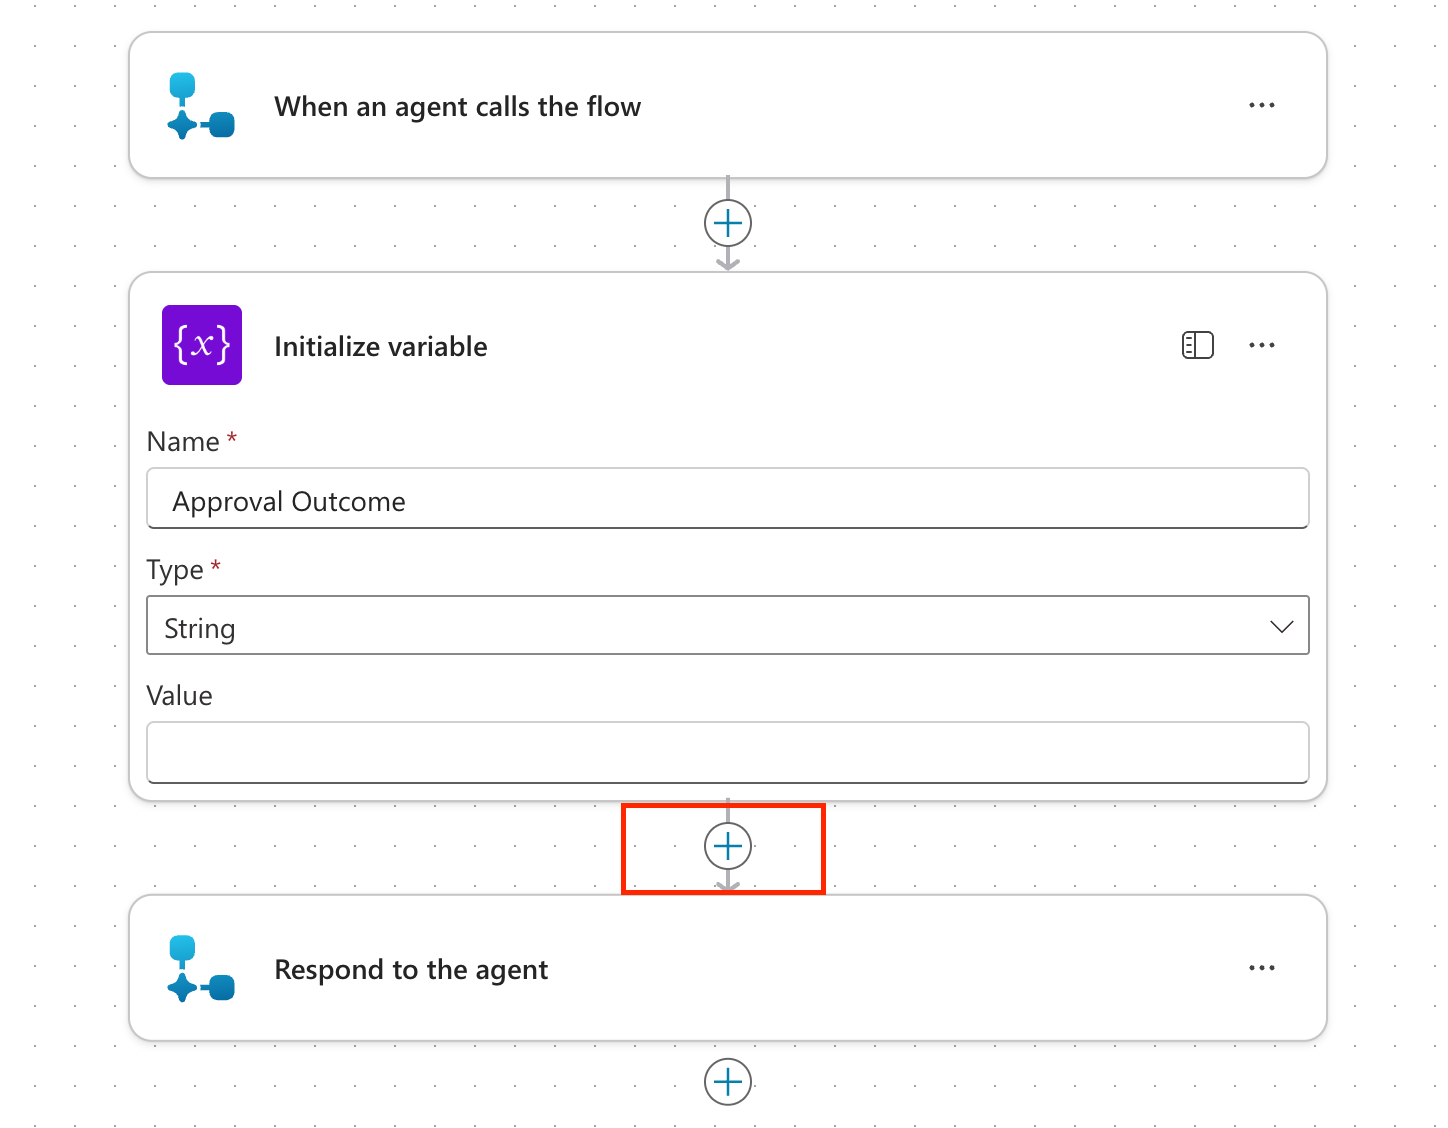 When an agent calls the flow
{x}
Initialize variable
Name *
Approval Outcome
Type *
String
Value
Respond to the agent